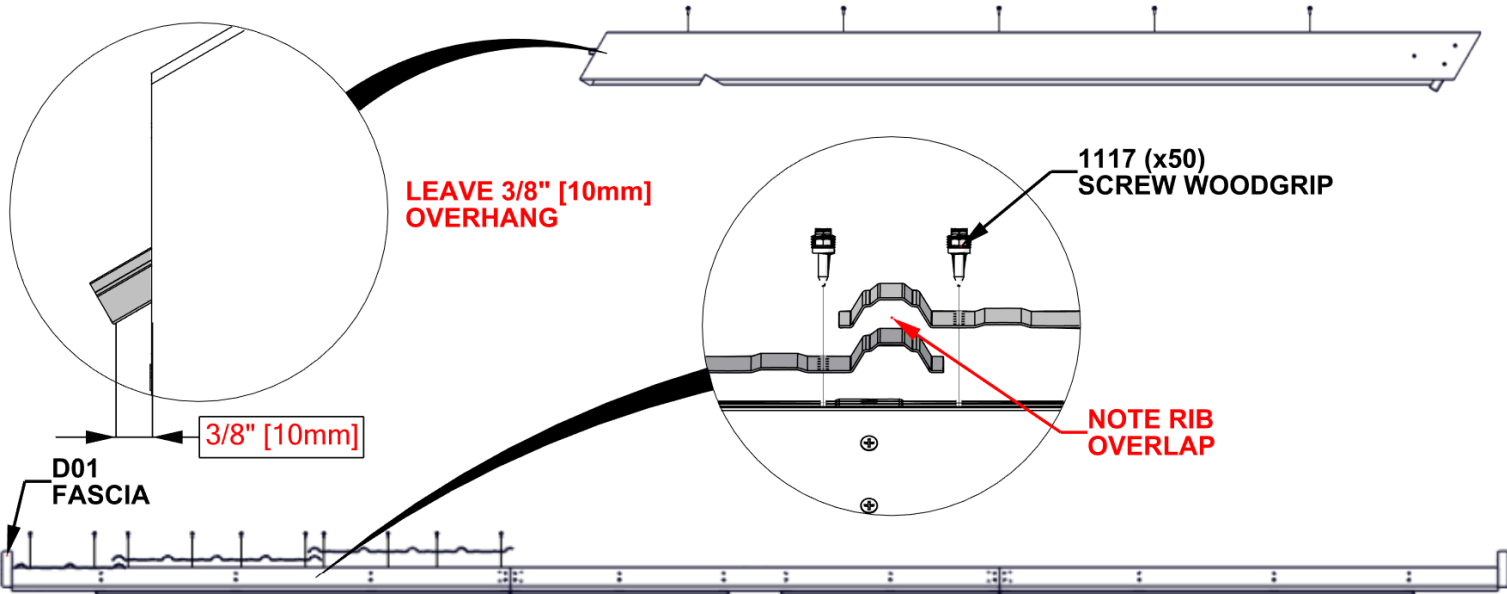 LEAVE 3/8" [10mm]
OVERHANG
1117 (x50)
SCREW WOODGRIP
3/8" [10mm]
NOTE RIB
OVERLAP
D01
FASCIA